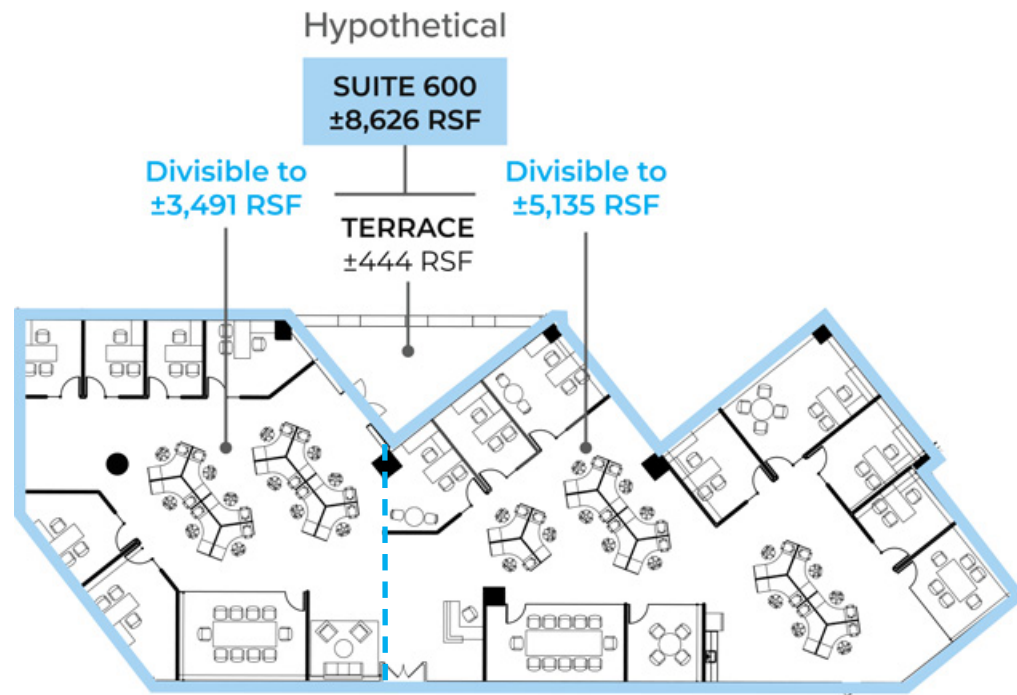 Hypothetical
SUITE 600
±8,626 RSF
Divisible to
±3,491 RSF
TERRACE
±444 RSF
Divisible to
±5,135 RSF